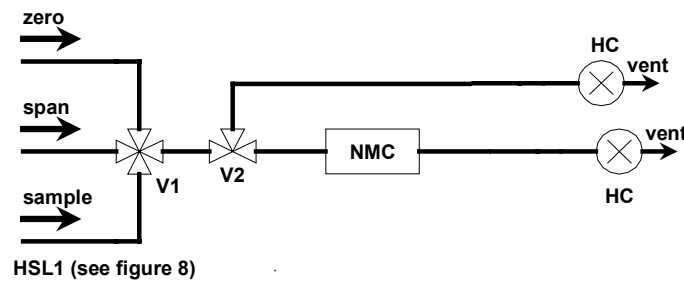 zero
HC
vent
span
NMC
vent
V1
V2
sample
HC
HSL1 (see figure 8)